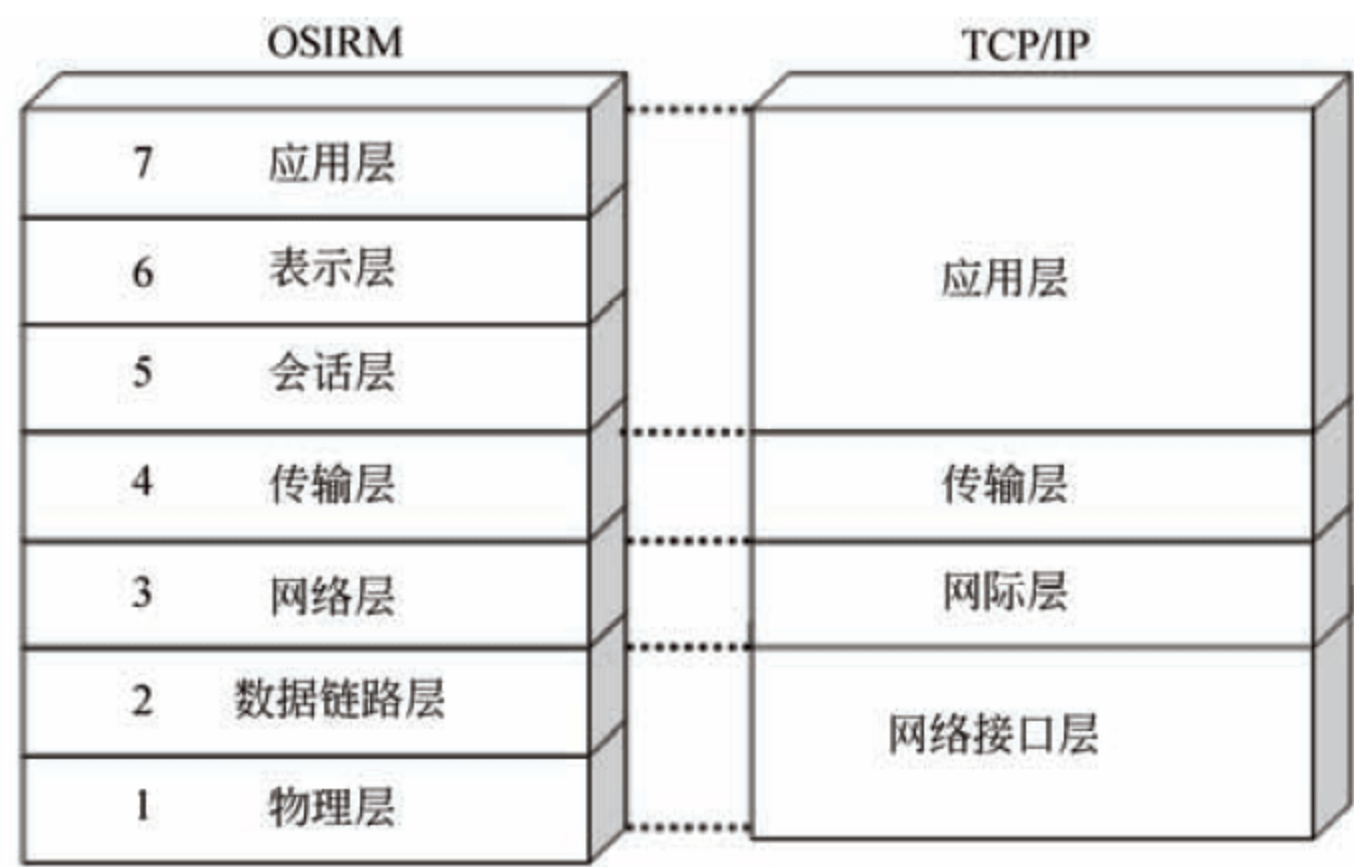 OSIRM
7 应用层
6 表示层
5 会话层
4 传输层
3 网络层
2 数据链路层
1 物理层
TCP/IP
应用层
传输层
网际层
网络接口层